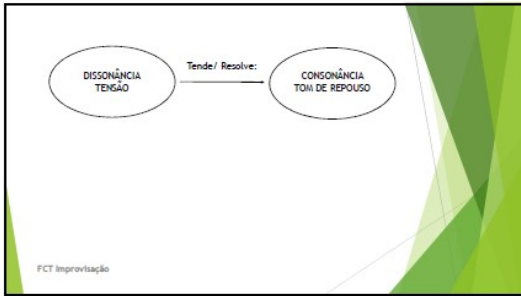 Tende/ Resolve:
DISSONÂNCIA
TENSÃO
CONSONÂNCIA
TOM DE REPOUSO
FCT Improvisação